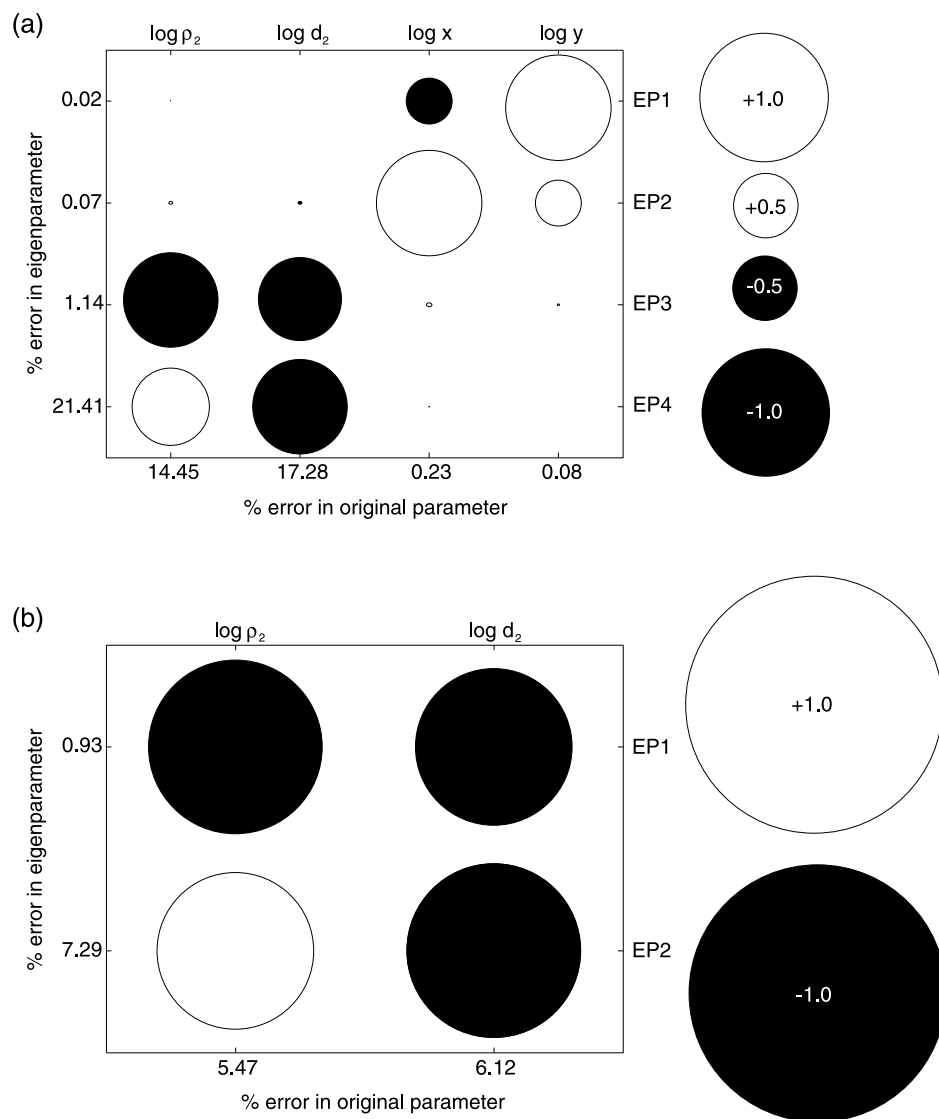 (a)
log ρ₂ log d₂ log x log y
0.02 EP1 +1.0
0.07 EP2 +0.5
1.14 EP3 -0.5
21.41 EP4 -1.0
% error in eigenparameter
14.45 17.28 0.23 0.08
% error in original parameter
(b)
log ρ₂ log d₂
0.93 EP1 +1.0
7.29 EP2 -1.0
% error in eigenparameter
5.47 6.12
% error in original parameter